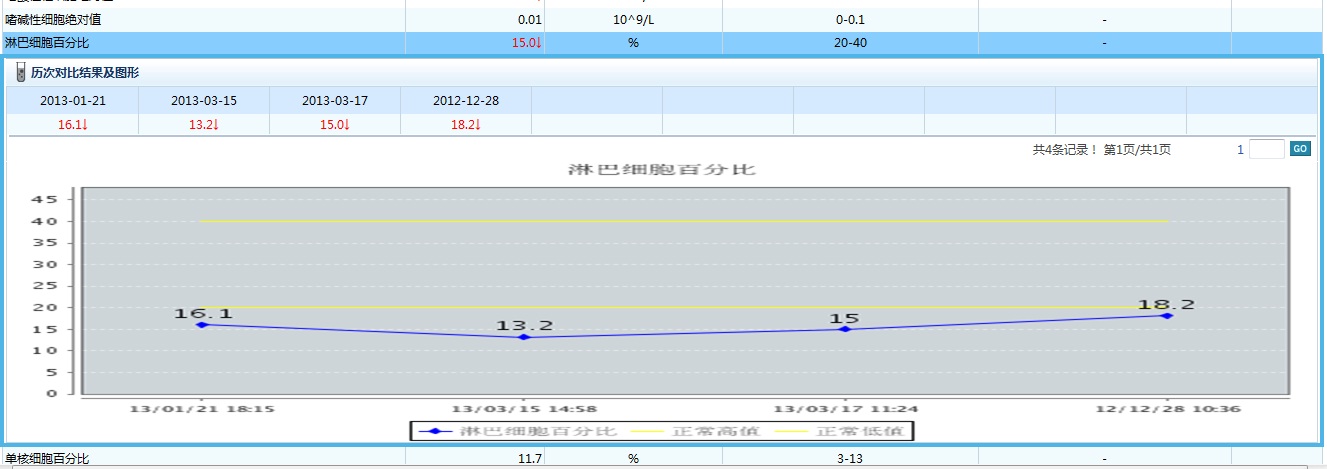 嗜碱性细胞绝对值 0.01 10^9/L 0-0.1 -
淋巴细胞百分比 15.0↓ % 20-40 -
历次对比结果及图形
2013-01-21 2013-03-15 2013-03-17 2012-12-28
16.1↓ 13.2↓ 15.0↓ 18.2↓
共4条记录！ 第1页/共1页 1 GO
淋巴细胞百分比
45
40
35
30
25
20
15
10
5
0
16.1 13.2 15 18.2
13/01/21 18:15 13/03/15 14:58 13/03/17 11:24 12/12/28 10:36
淋巴细胞百分比 正常高值 正常低值
单核细胞百分比 11.7 % 3-13 -